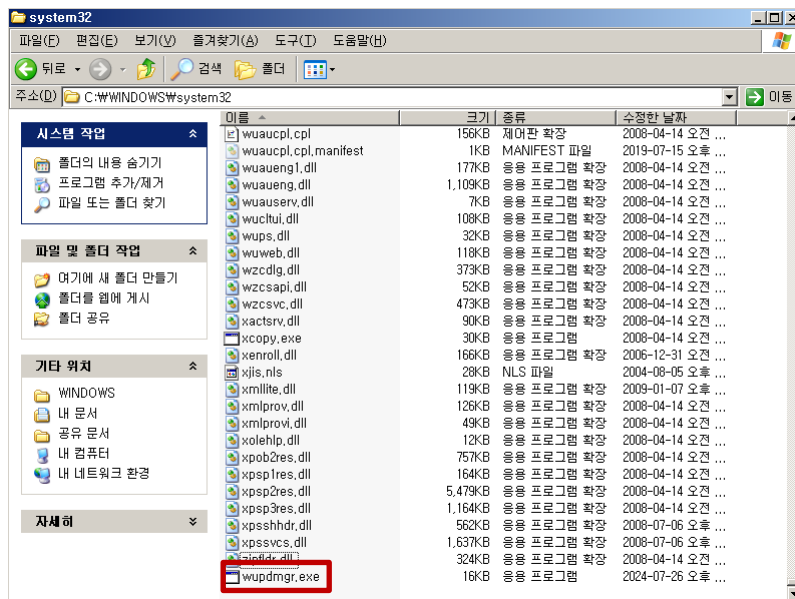 system32
파일(F) 편집(E) 보기(V) 즐겨찾기(A) 도구(T) 도움말(H)
뒤로 검색 폴더
주소(D) C:₩WINDOWS₩system32 이동
시스템 작업
폴더의 내용 숨기기
프로그램 추가/제거
파일 또는 폴더 찾기
파일 및 폴더 작업
여기에 새 폴더 만들기
폴더를 웹에 게시
폴더 공유
기타 위치
WINDOWS
내 문서
공유 문서
내 컴퓨터
내 네트워크 환경
자세히
이름 크기 종류 수정한 날짜
wuaucpl.cpl 156KB 제어판 확장 2008-04-14 오전 ...
wuaucpl.cpl.manifest 1KB MANIFEST 파일 2019-07-15 오후 ...
wuaueng1.dll 177KB 응용 프로그램 확장 2008-04-14 오전 ...
wuaueng.dll 1,109KB 응용 프로그램 확장 2008-04-14 오전 ...
wuauserv.dll 7KB 응용 프로그램 확장 2008-04-14 오전 ...
wucltui.dll 108KB 응용 프로그램 확장 2008-04-14 오전 ...
wups.dll 32KB 응용 프로그램 확장 2008-04-14 오전 ...
wuweb.dll 118KB 응용 프로그램 확장 2008-04-14 오전 ...
wzcdlg.dll 373KB 응용 프로그램 확장 2008-04-14 오전 ...
wzcsapi.dll 52KB 응용 프로그램 확장 2008-04-14 오전 ...
wzcsvc.dll 473KB 응용 프로그램 확장 2008-04-14 오전 ...
xactsrv.dll 90KB 응용 프로그램 확장 2008-04-14 오전 ...
xcopy.exe 30KB 응용 프로그램 2008-04-14 오전 ...
xenroll.dll 166KB 응용 프로그램 확장 2006-12-31 오전 ...
xjis.nls 28KB NLS 파일 2004-08-05 오후 ...
xmllite.dll 119KB 응용 프로그램 확장 2009-01-07 오후 ...
xmlprov.dll 126KB 응용 프로그램 확장 2008-04-14 오전 ...
xmlprovi.dll 49KB 응용 프로그램 확장 2008-04-14 오전 ...
xolehlp.dll 12KB 응용 프로그램 확장 2008-04-14 오전 ...
xpob2res.dll 757KB 응용 프로그램 확장 2008-04-14 오전 ...
xpsp1res.dll 164KB 응용 프로그램 확장 2008-04-14 오전 ...
xpsp2res.dll 5,479KB 응용 프로그램 확장 2008-04-14 오전 ...
xpsp3res.dll 1,164KB 응용 프로그램 확장 2008-04-14 오전 ...
xpsshhdr.dll 562KB 응용 프로그램 확장 2008-07-06 오후 ...
xpssvcs.dll 1,637KB 응용 프로그램 확장 2008-07-06 오후 ...
zipfldr.dll 324KB 응용 프로그램 확장 2008-04-14 오전 ...
wupdmgr.exe 16KB 응용 프로그램 2024-07-26 오후 ...